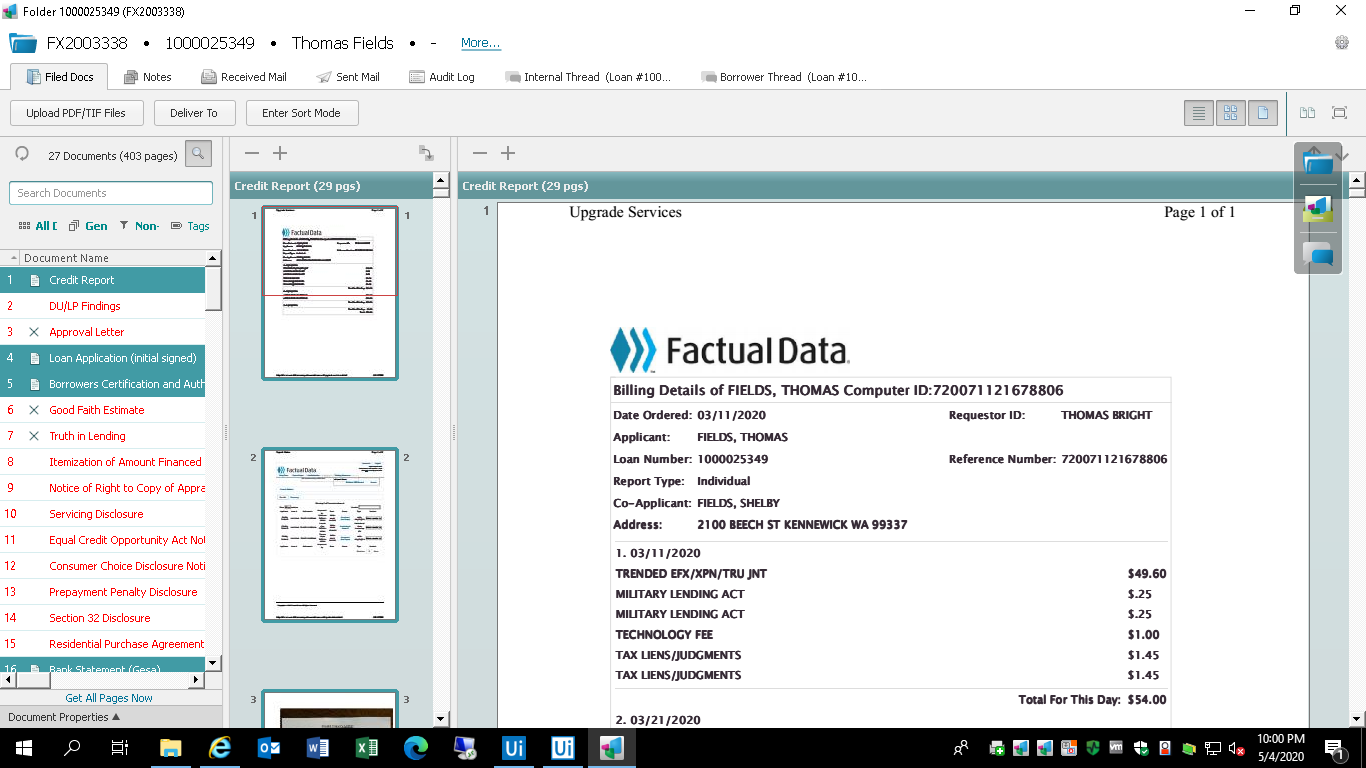 Folder 1000025349 (FX2003338)
FX2003338 • 1000025349 • Thomas Fields • - More...
Filed Docs Notes Received Mail Sent Mail Audit Log Internal Thread (Loan #100... Borrower Thread (Loan #10...
Upload PDF/TIF Files Deliver To Enter Sort Mode
27 Documents (403 pages)
Search Documents
All D Gen Non- Tags
Document Name
1 Credit Report
2 DU/LP Findings
3 Approval Letter
4 Loan Application (initial signed)
5 Borrowers Certification and Auth
6 Good Faith Estimate
7 Truth in Lending
8 Itemization of Amount Financed
9 Notice of Right to Copy of Appra
10 Servicing Disclosure
11 Equal Credit Opportunity Act Not
12 Consumer Choice Disclosure Noti
13 Prepayment Penalty Disclosure
14 Section 32 Disclosure
15 Residential Purchase Agreement
16 Bank Statement (Gesa)
Get All Pages Now
Document Properties
Credit Report (29 pgs)
1 FactualData 1
2 FactualData 2
3 3
Credit Report (29 pgs)
1 Upgrade Services Page 1 of 1
FactualData.
Billing Details of FIELDS, THOMAS Computer ID:720071121678806
Date Ordered: 03/11/2020 Requestor ID: THOMAS BRIGHT
Applicant: FIELDS, THOMAS
Loan Number: 1000025349 Reference Number: 720071121678806
Report Type: Individual
Co-Applicant: FIELDS, SHELBY
Address: 2100 BEECH ST KENNEWICK WA 99337
1. 03/11/2020
TRENDED EFX/XPN/TRU JNT $49.60
MILITARY LENDING ACT $.25
MILITARY LENDING ACT $.25
TECHNOLOGY FEE $1.00
TAX LIENS/JUDGMENTS $1.45
TAX LIENS/JUDGMENTS $1.45
Total For This Day: $54.00
2. 03/21/2020
10:00 PM
5/4/2020